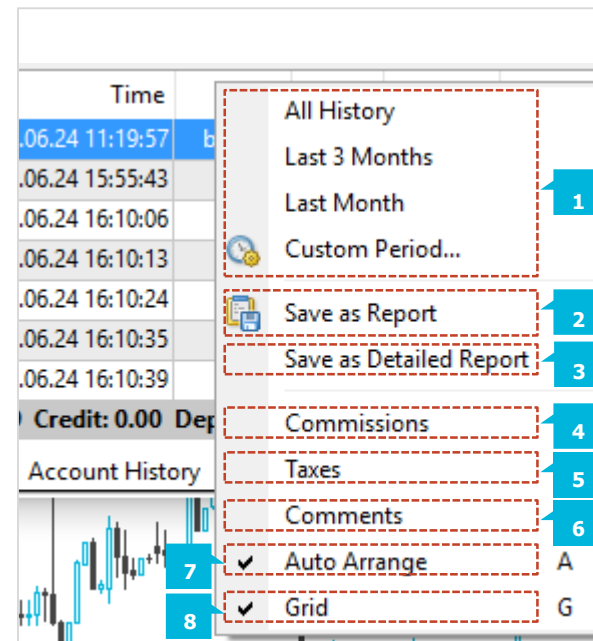 Time
.06.24 11:19:57 b
.06.24 15:55:43
.06.24 16:10:06
.06.24 16:10:13
.06.24 16:10:24
.06.24 16:10:35
.06.24 16:10:39
Credit: 0.00 Dep
Account History
All History
Last 3 Months
Last Month
Custom Period...
1
Save as Report
2
Save as Detailed Report
3
Commissions
4
Taxes
5
Comments
6
7
Auto Arrange A
8
Grid G